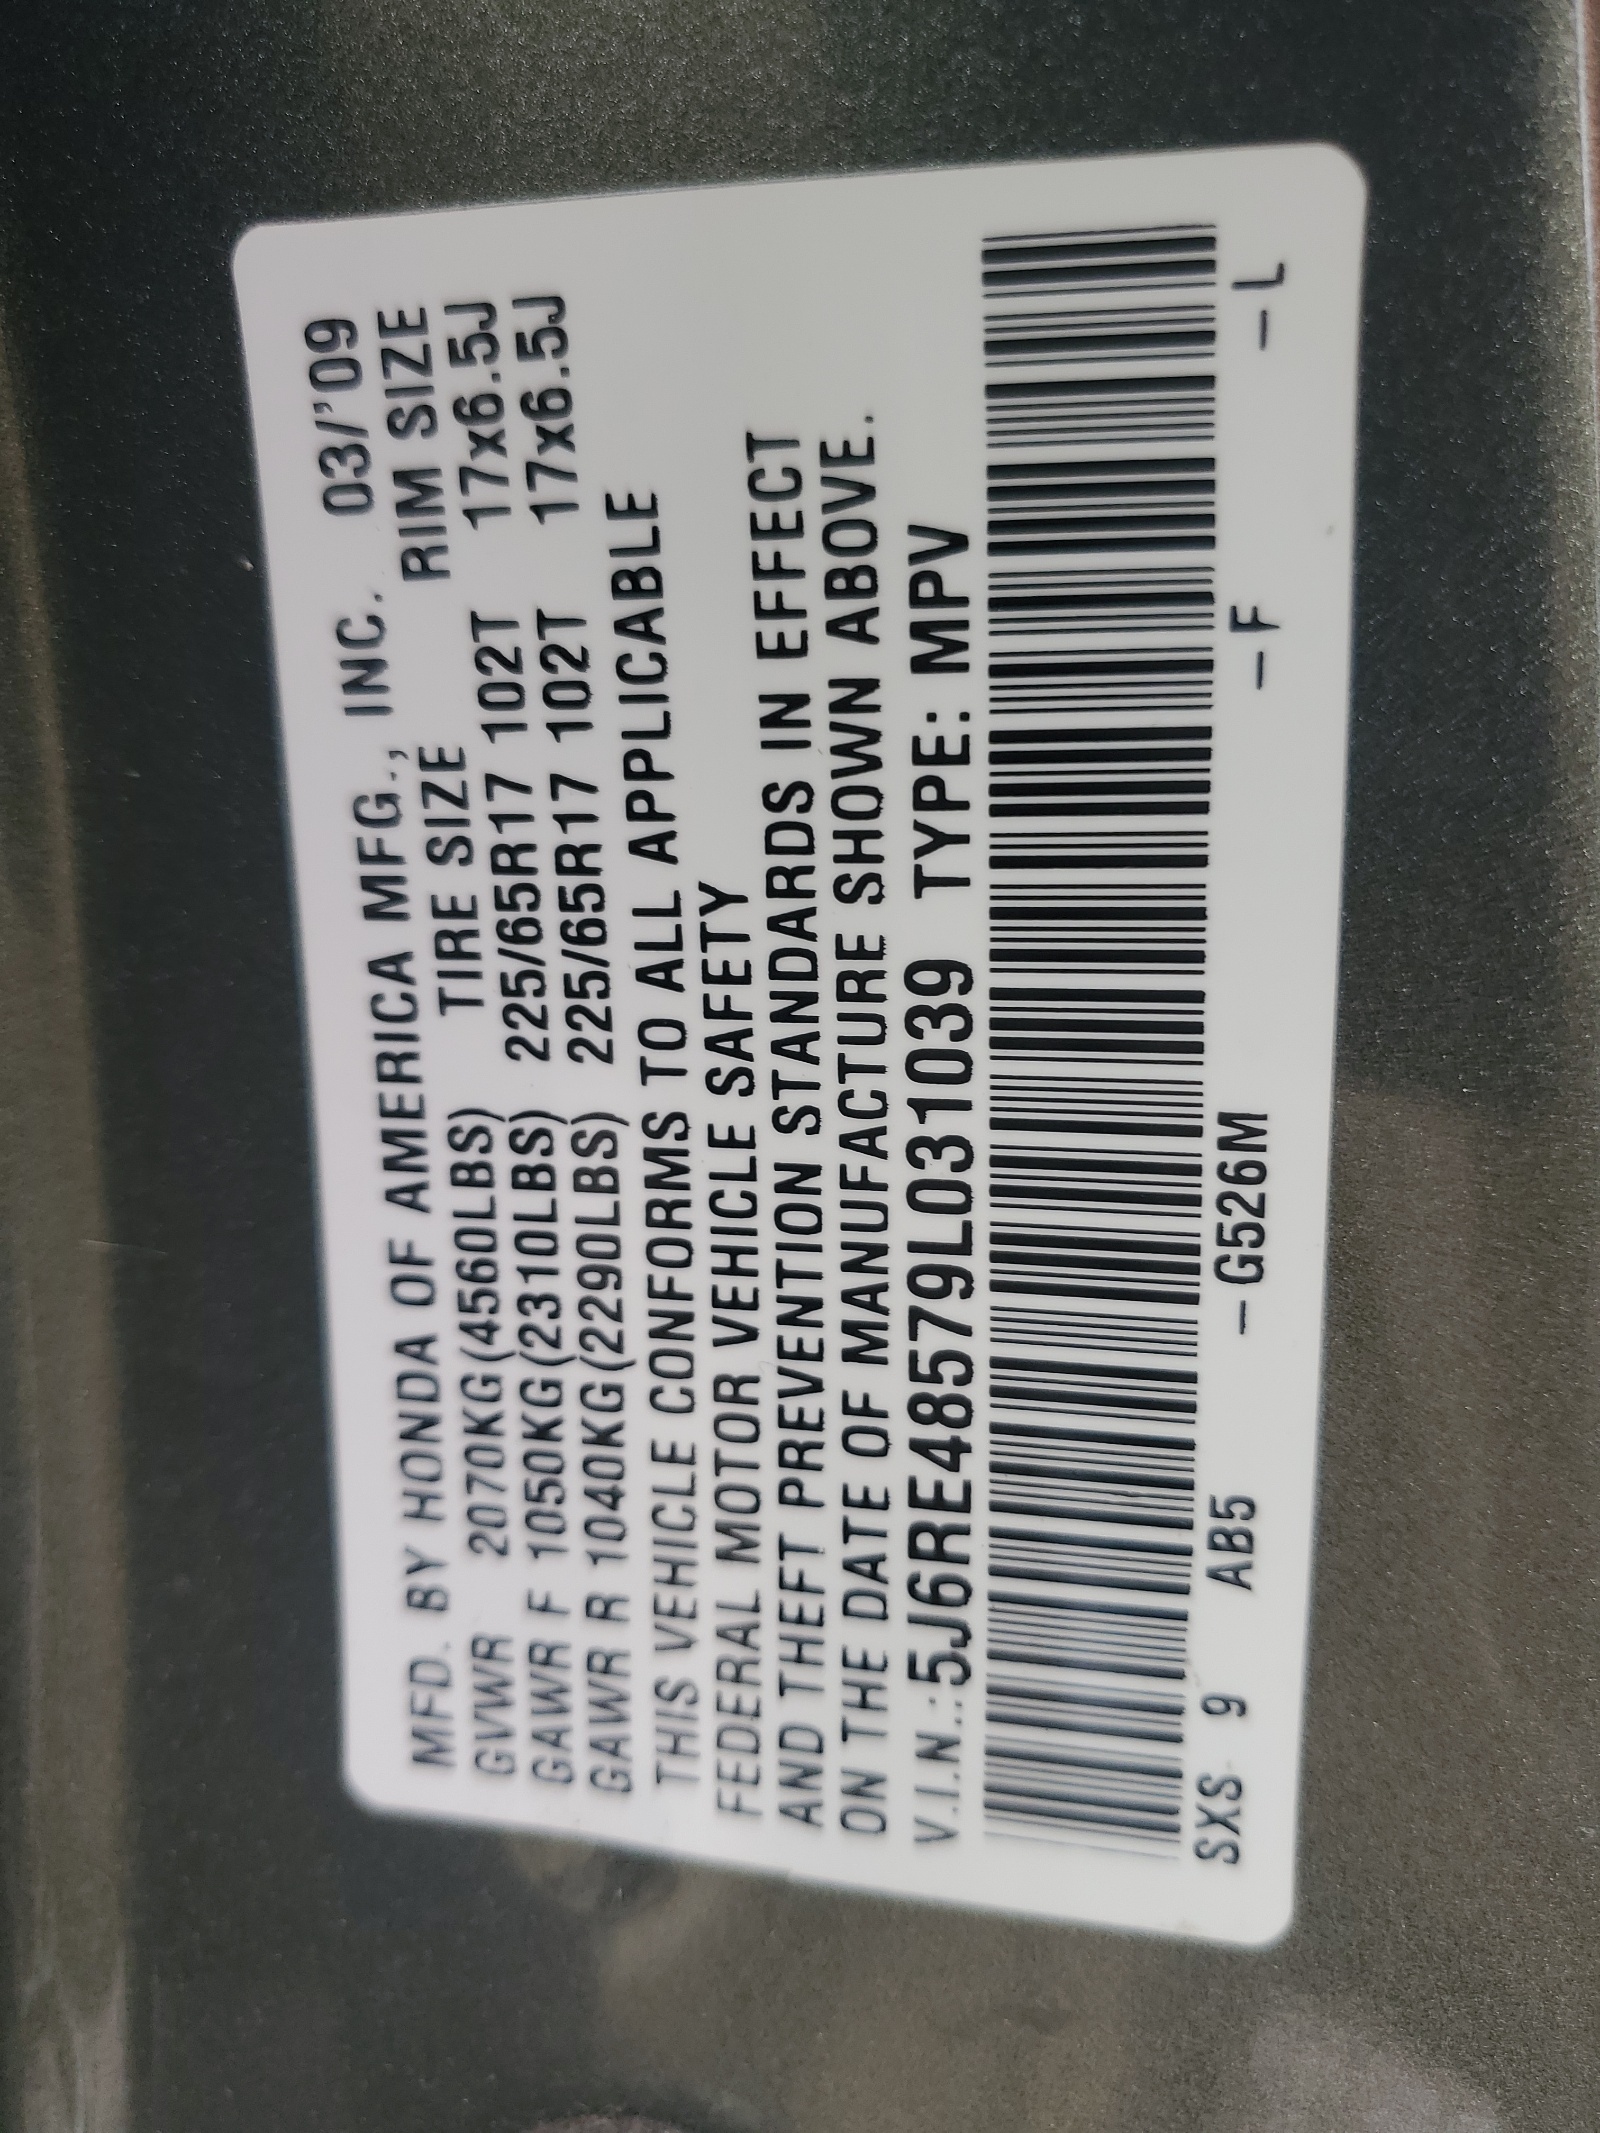 MFD. BY HONDA OF AMERICA MFG., INC. 03/'09
TIRE SIZE RIM SIZE
GVWR 2070KG(4560LBS) 225/65R17 102T 17x6.5J
GAWR F 1050KG(2310LBS) 225/65R17 102T 17x6.5J
GAWR R 1040KG(2290LBS)
THIS VEHICLE CONFORMS TO ALL APPLICABLE
FEDERAL MOTOR VEHICLE SAFETY
AND THEFT PREVENTION STANDARDS IN EFFECT
ON THE DATE OF MANUFACTURE SHOWN ABOVE.
V.I.N.:5J6RE48579L031039 TYPE: MPV
SXS 9 AB5 –G526M –F –L